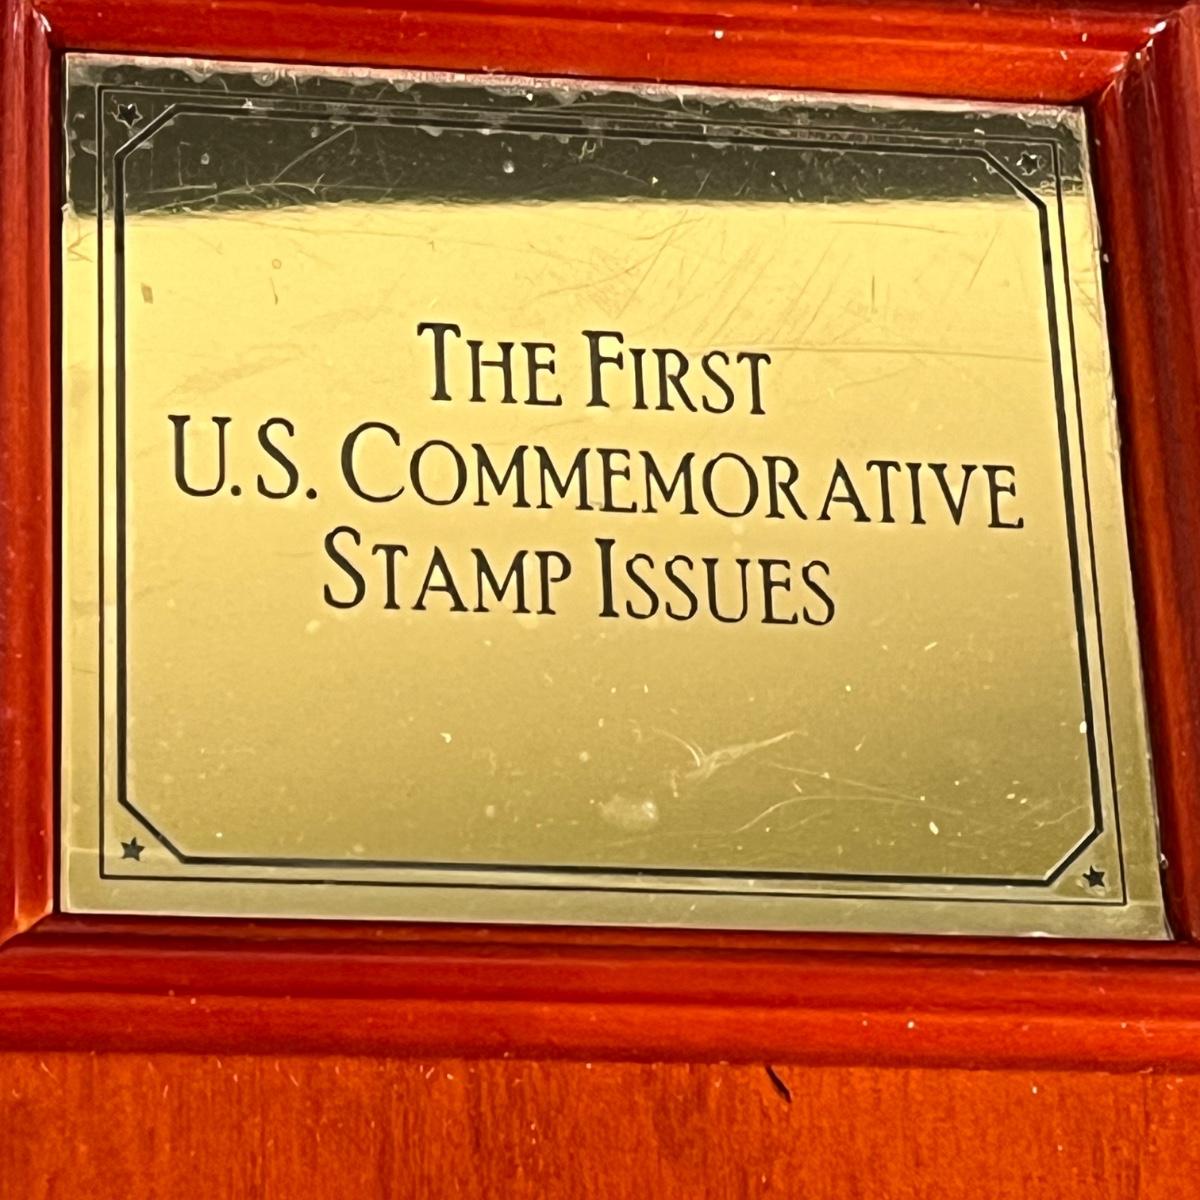 THE FIRST
U.S. COMMEMORATIVE
STAMP ISSUES